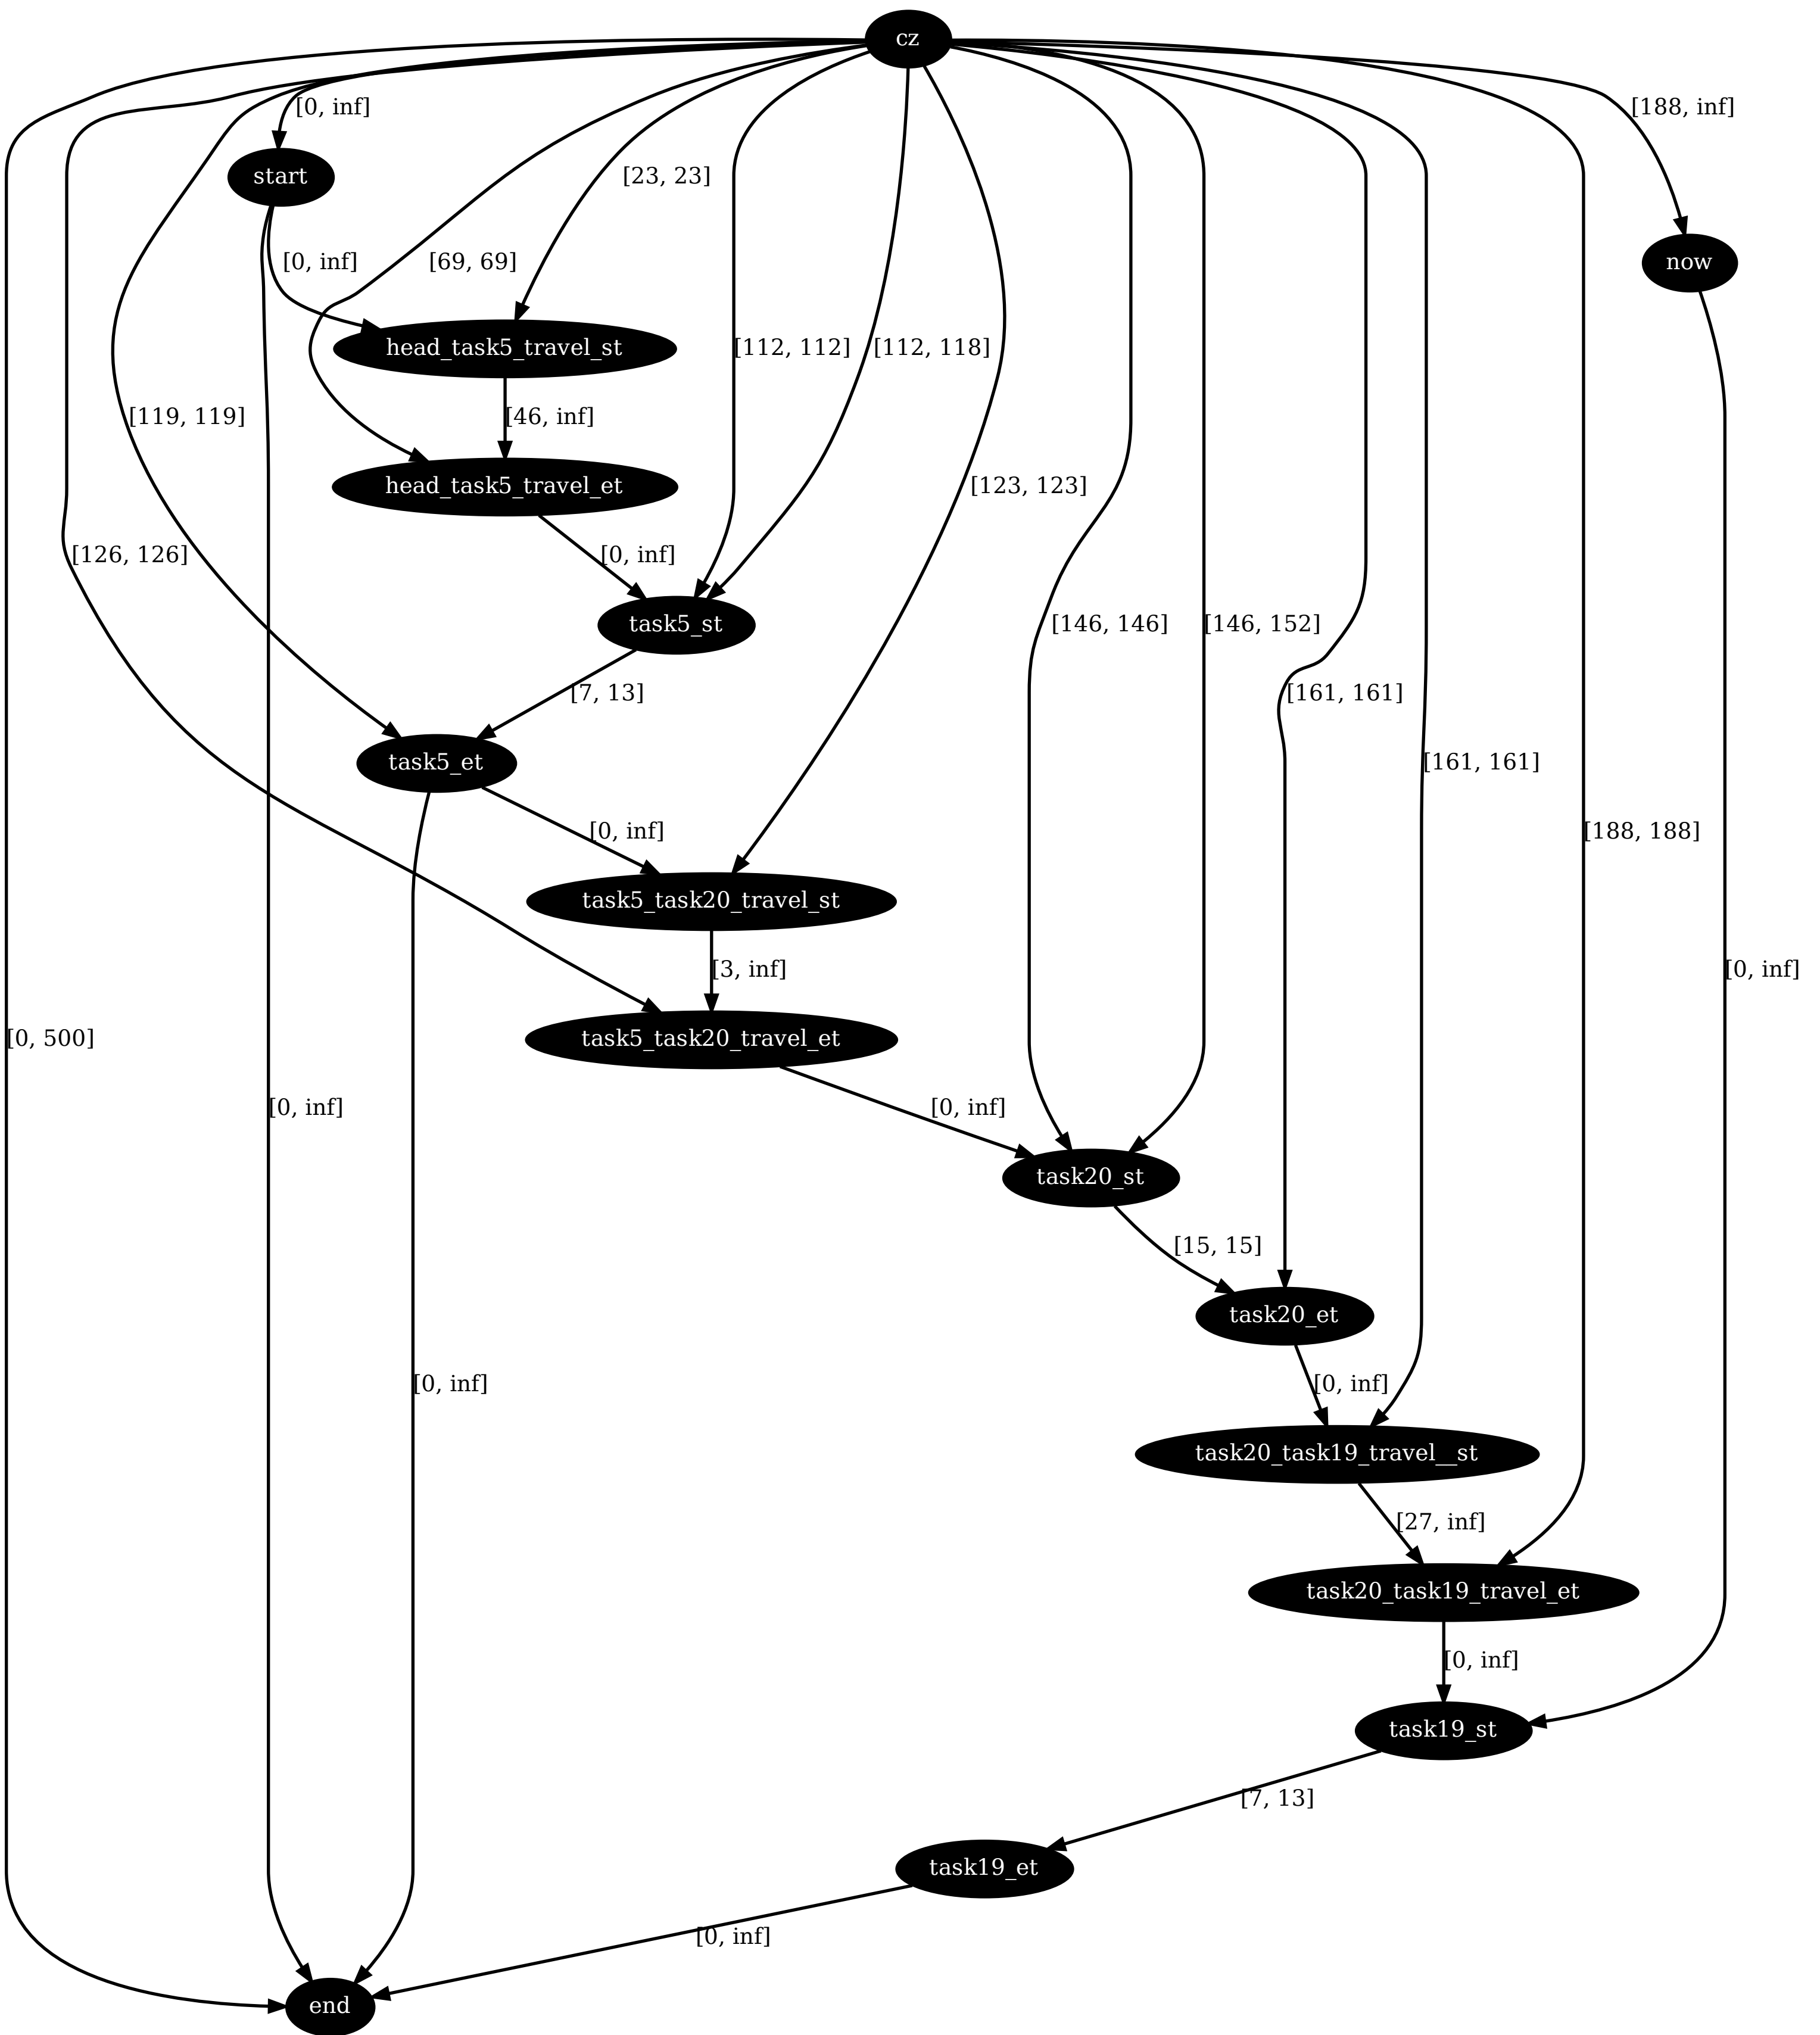 cz
[0, inf]
[188, inf]
start
[23, 23]
[0, inf]
[69, 69]
now
head_task5_travel_st
[112, 112]
[112, 118]
[119, 119]
[46, inf]
head_task5_travel_et
[123, 123]
[126, 126]
[0, inf]
task5_st
[146, 146]
[146, 152]
[7, 13]
[161, 161]
task5_et
[161, 161]
[0, inf]
[188, 188]
task5_task20_travel_st
[3, inf]
[0, inf]
[0, 500]
task5_task20_travel_et
[0, inf]
[0, inf]
task20_st
[15, 15]
task20_et
[0, inf]
[0, inf]
task20_task19_travel__st
[27, inf]
task20_task19_travel_et
[0, inf]
task19_st
[7, 13]
task19_et
[0, inf]
end